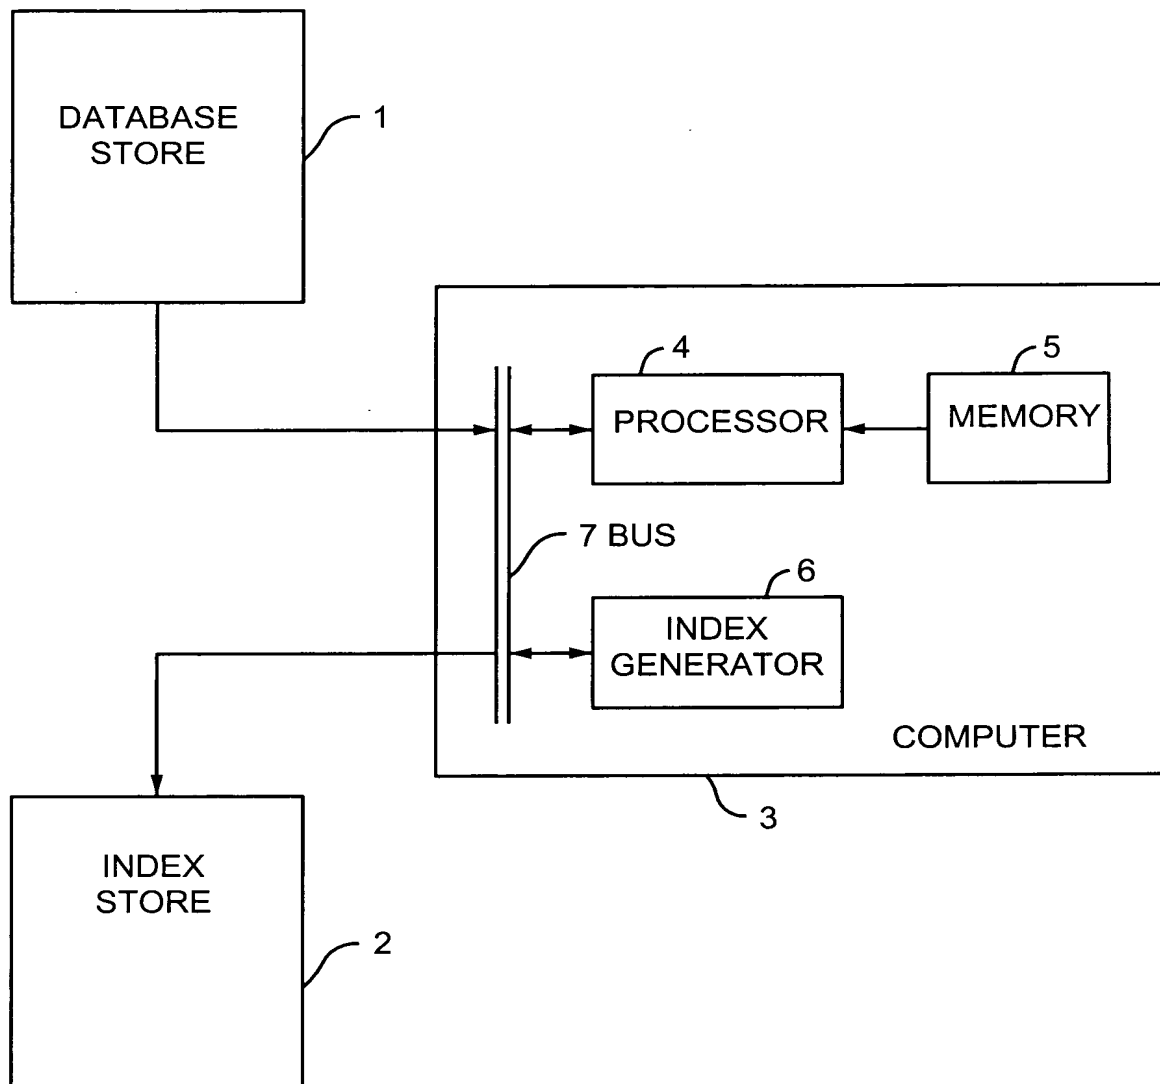 DATABASE
STORE
1
4
5
PROCESSOR
MEMORY
7 BUS
6
INDEX
GENERATOR
COMPUTER
3
INDEX
STORE
2